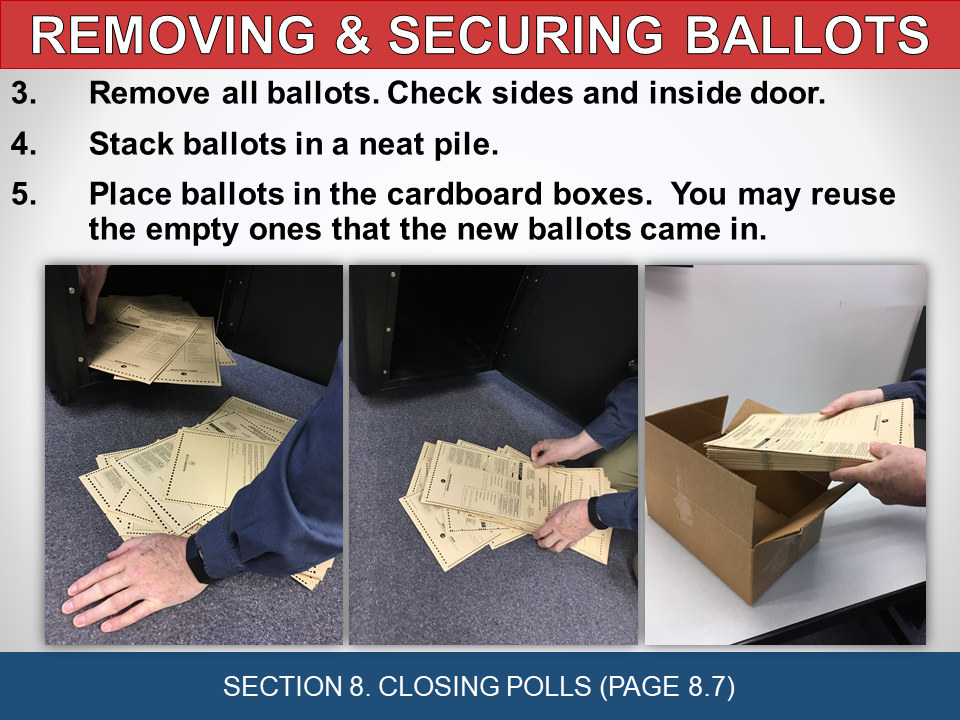 REMOVING & SECURING BALLOTS
3. Remove all ballots. Check sides and inside door.
4. Stack ballots in a neat pile.
5. Place ballots in the cardboard boxes.  You may reuse
the empty ones that the new ballots came in.
SECTION 8. CLOSING POLLS (PAGE 8.7)